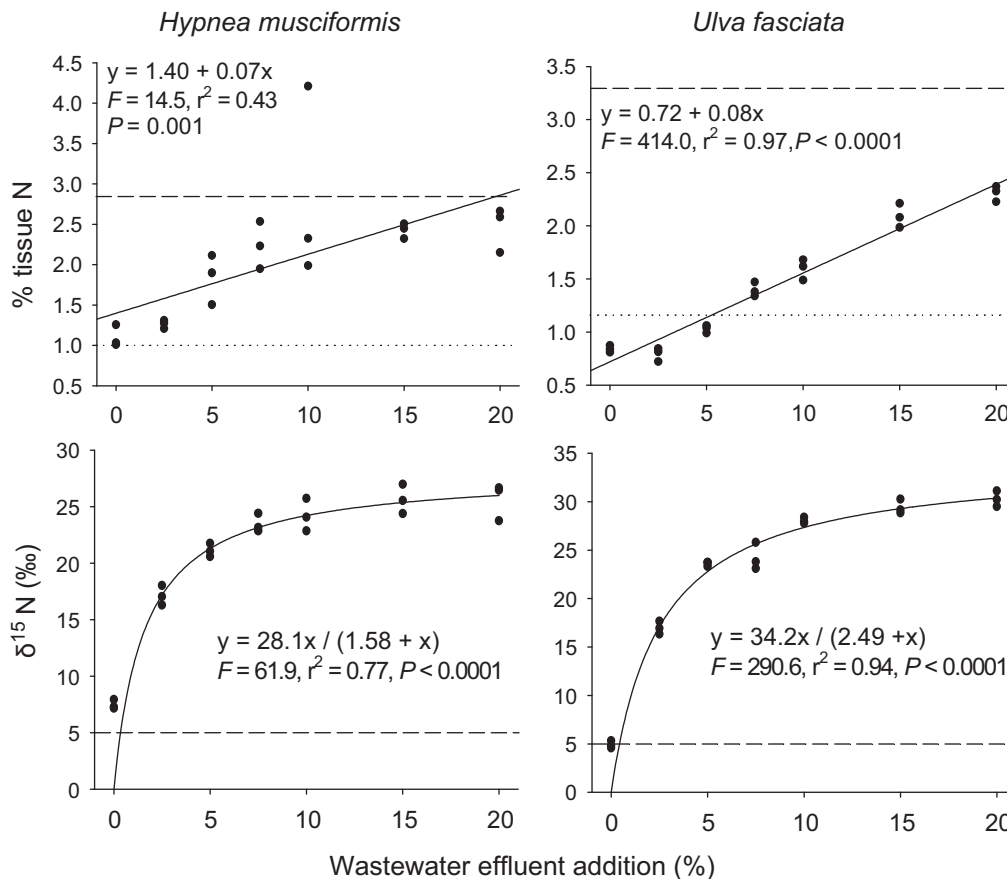 Hypnea musciformis
Ulva fasciata
% tissue N
4.5
4.0
3.5
3.0
2.5
2.0
1.5
1.0
0.5
y = 1.40 + 0.07x
F = 14.5, r² = 0.43
P = 0.001
0 5 10 15 20
3.5
3.0
2.5
2.0
1.5
1.0
0.5
y = 0.72 + 0.08x
F = 414.0, r² = 0.97, P < 0.0001
0 5 10 15 20
δ¹⁵N (‰)
30
25
20
15
10
5
0
y = 28.1x / (1.58 + x)
F = 61.9, r² = 0.77, P < 0.0001
0 5 10 15 20
35
30
25
20
15
10
5
0
y = 34.2x / (2.49 +x)
F = 290.6, r² = 0.94, P < 0.0001
0 5 10 15 20
Wastewater effluent addition (%)